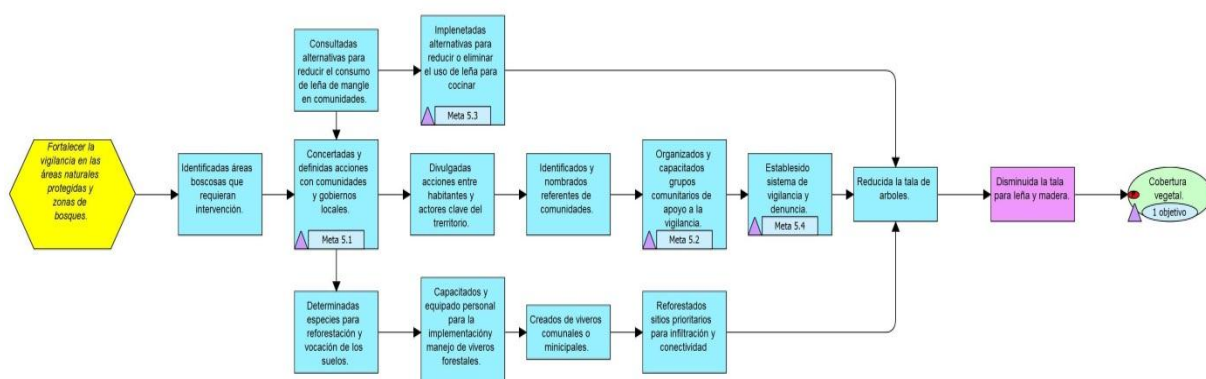 Consultadas
alternativas para
reducir el consumo
de leña de mangle
en comunidades.
Implenetadas
alternativas para
reducir o eliminar
el uso de leña para
cocinar
Meta 5.3
Fortalecer la
vigilancia en las
áreas naturales
protegidas y
zonas de
bosques.
Identificadas áreas
boscosas que
requieran
intervención.
Concertadas y
definidas acciones
con comunidades
y gobiernos
locales.
Meta 5.1
Divulgadas
acciones entre
habitantes y
actores clave del
trerritorio.
Identificados y
nombrados
referentes de
comunidades.
Organizados y
capacitados
grupos
comunitarios de
apoyo a la
vigilancia.
Meta 5.2
Establesido
sistema de
vigilancia y
denuncia.
Meta 5.4
Reducida la tala de
arboles.
Disminuida la tala
para leña y madera.
Cobertura
vegetal.
1 objetivo
Determinadas
especies para
reforestación y
vocación de los
suelos.
Capacitados y
equipado personal
para la
implementacióny
manejo de viveros
forestales.
Creados de viveros
comunales o
minicipales.
Reforestados
sitios prioritarios
para infiltración y
conectividad